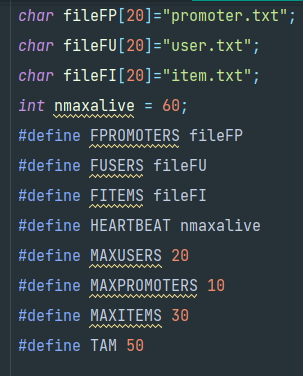 char fileFP[20]="promoter.txt";
char fileFU[20]="user.txt";
char fileFI[20]="item.txt";
int nmaxalive = 60;
#define FPROMOTERS fileFP
#define FUSERS fileFU
#define FITEMS fileFI
#define HEARTBEAT nmaxalive
#define MAXUSERS 20
#define MAXPROMOTERS 10
#define MAXITEMS 30
#define TAM 50